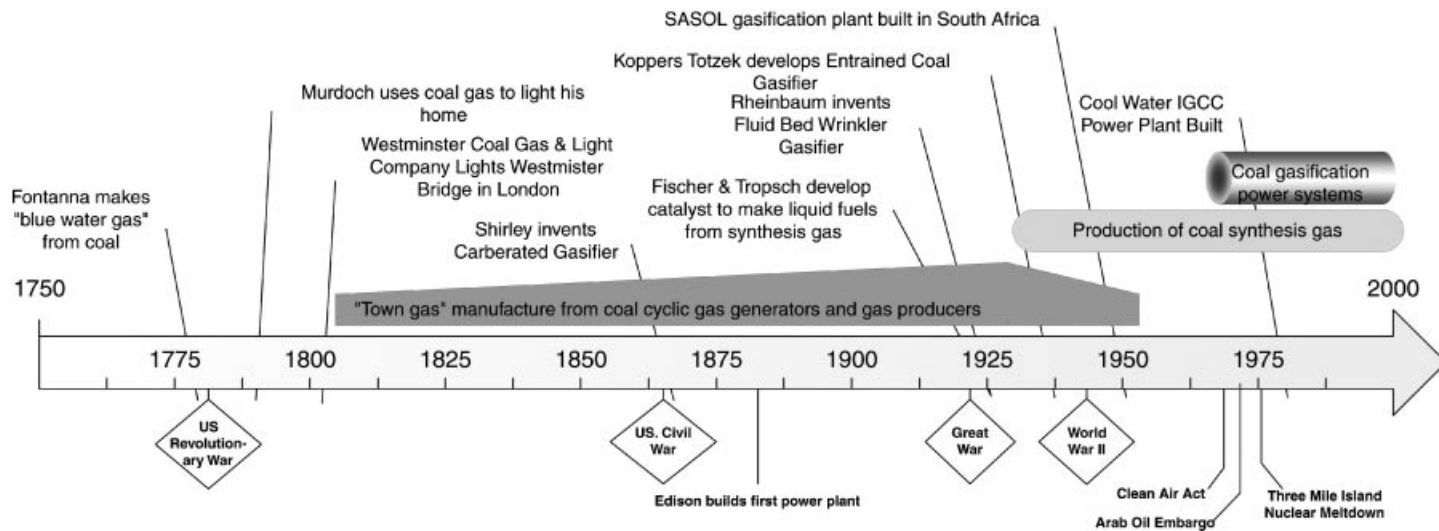 SASOL gasification plant built in South Africa
Koppers Totzek develops Entrained Coal
Gasifier
Murdoch uses coal gas to light his
home
Rheinbaum invents
Fluid Bed Wrinkler
Gasifier
Cool Water IGCC
Power Plant Built
Westminster Coal Gas & Light
Company Lights Westmister
Bridge in London
Coal gasification
power systems
Fontanna makes
"blue water gas"
from coal
Fischer & Tropsch develop
catalyst to make liquid fuels
from synthesis gas
Shirley invents
Carberated Gasifier
Production of coal synthesis gas
1750
2000
"Town gas" manufacture from coal cyclic gas generators and gas producers
1775 1800 1825 1850 1875 1900 1925 1950 1975
US
Revolution-
ary War
US. Civil
War
Great
War
World
War II
Edison builds first power plant
Clean Air Act
Arab Oil Embargo
Three Mile Island
Nuclear Meltdown